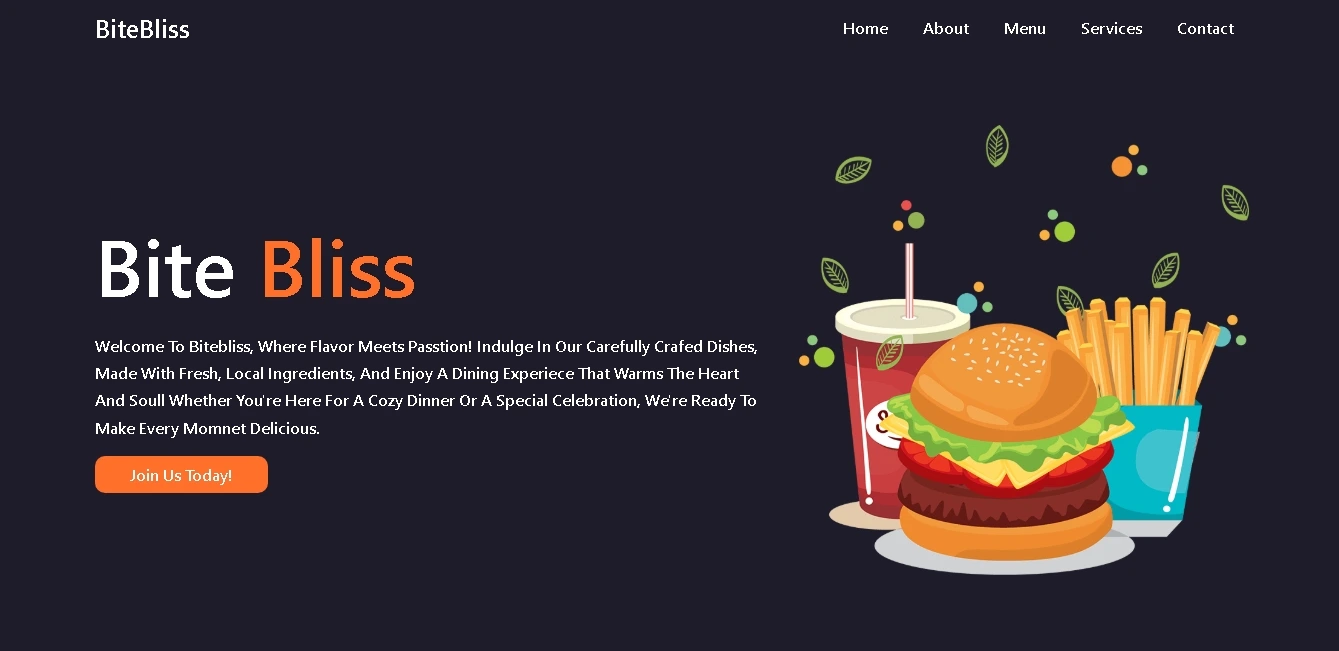 BiteBliss
Home About Menu Services Contact
Bite Bliss
Welcome To Bitebliss, Where Flavor Meets Passtion! Indulge In Our Carefully Crafed Dishes,
Made With Fresh, Local Ingredients, And Enjoy A Dining Experiece That Warms The Heart
And Soull Whether You're Here For A Cozy Dinner Or A Special Celebration, We're Ready To
Make Every Momnet Delicious.
Join Us Today!